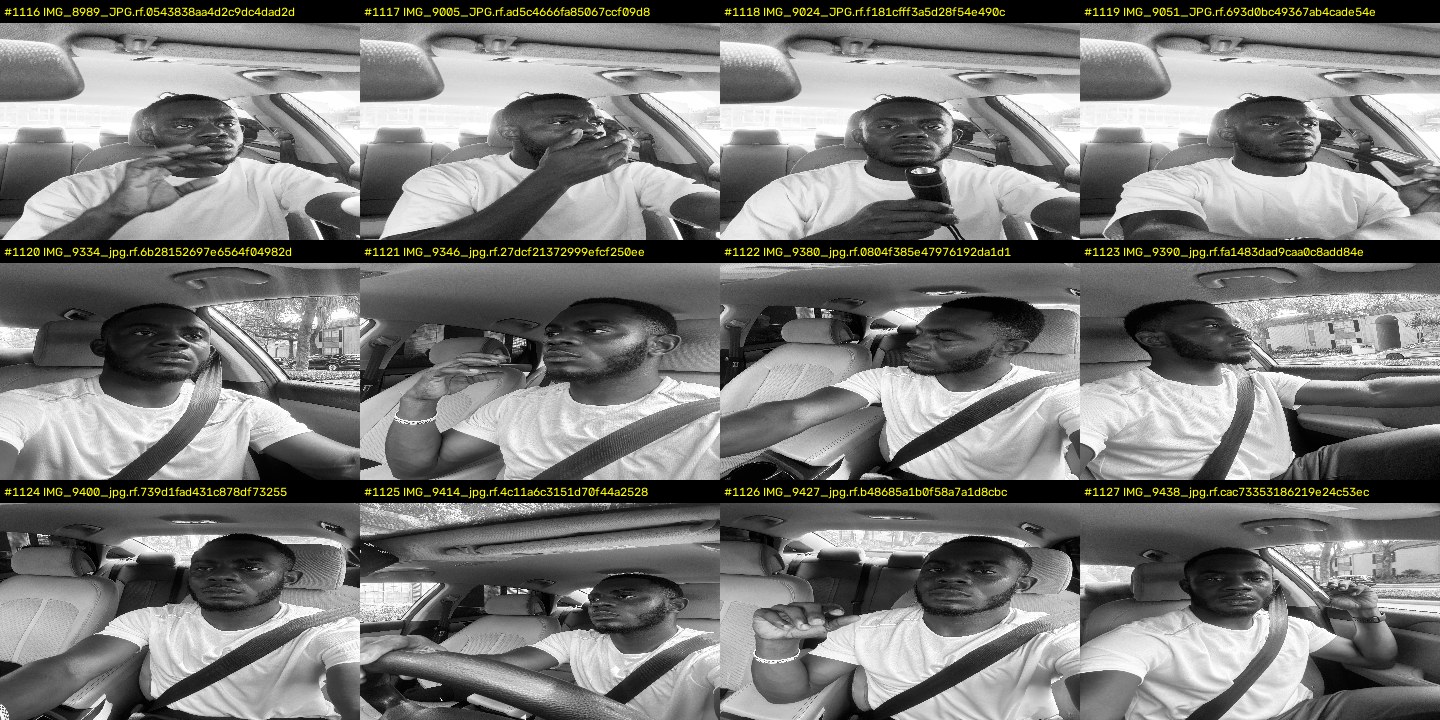 #1116 IMG_8989_JPG.rf.0543838aa4d2c9dc4dad2d
#1117 IMG_9005_JPG.ad5c4666fa85067ccf09d8
#1118 IMG_9024_JPG.rf.f181cfff3a5d28f54e490c
#1119 IMG_9051_JPG.rf.693d0bc49367ab4cade54e
#1120 IMG_9334_jpg.rf.6b28152697e6564f04982d
#1121 IMG_9346_jpg.rf.27dcf21372999efcf250ee
#1122 IMG_9380_jpg.rf.0804f385e47976192da1d1
#1123 IMG_9390_jpg.rf.fa1483dad9caa0c8add84e
#1124 IMG_9400_jpg.rf.739d1fad431c878df73255
#1125 IMG_9414_jpg.rf.4c11a6c3151d70f44a2528
#1126 IMG_9427_jpg.rf.b48685a1b0f58a7a1d8cbc
#1127 IMG_9438_jpg.rf.cac73353186219e24c53ec